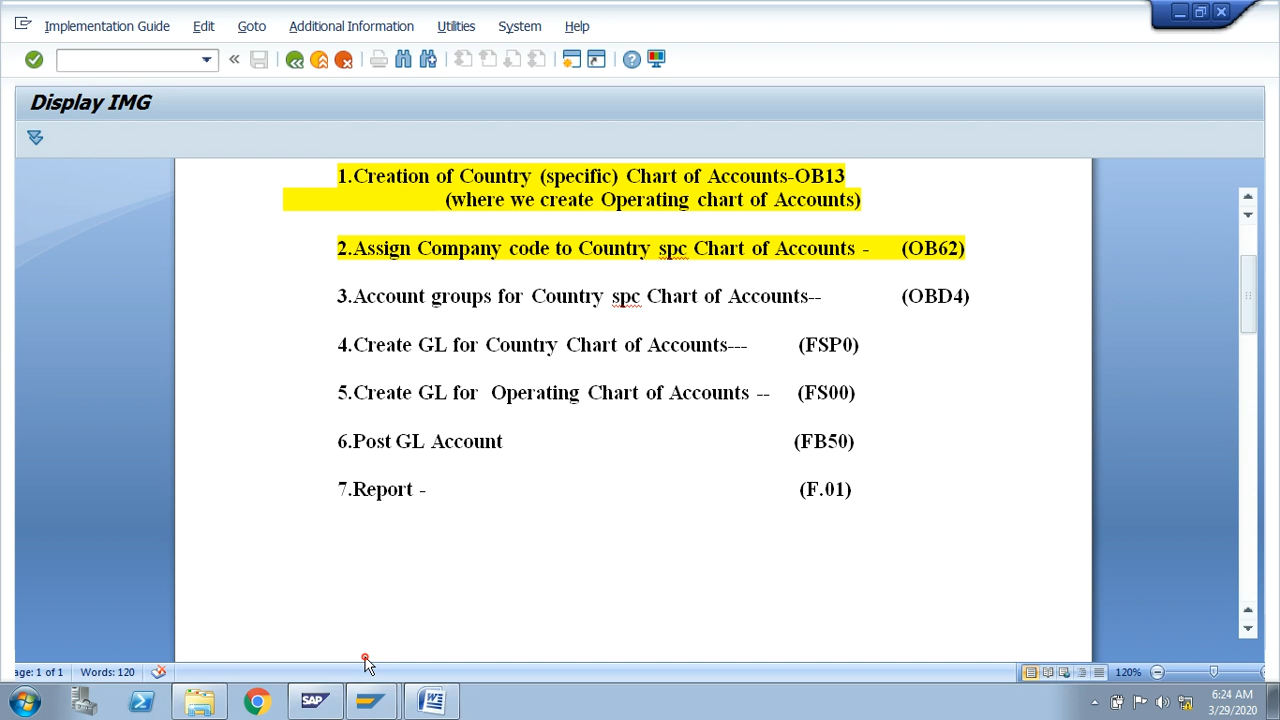 Implementation Guide Edit Goto Additional Information Utilities System Help
Display IMG
1.Creation of Country (specific) Chart of Accounts-OB13
(where we create Operating chart of Accounts)
2.Assign Company code to Country spc Chart of Accounts - (OB62)
3.Account groups for Country spc Chart of Accounts-- (OBD4)
4.Create GL for Country Chart of Accounts--- (FSP0)
5.Create GL for Operating Chart of Accounts -- (FS00)
6.Post GL Account (FB50)
7.Report - (F.01)
age: 1 of 1 Words: 120 120%
SAP
6:24 AM
3/29/2020